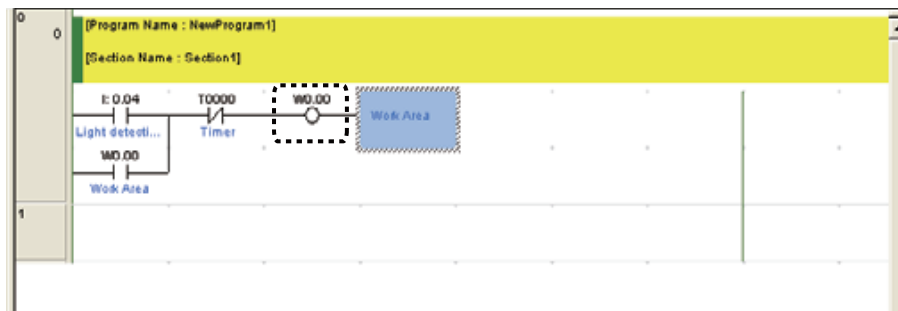 0
0
[Program Name : NewProgram1]
[Section Name : Section1]
I: 0.04 T0000 W0.00
Work Area
Light detecti... Timer
W0.00
Work Area
1